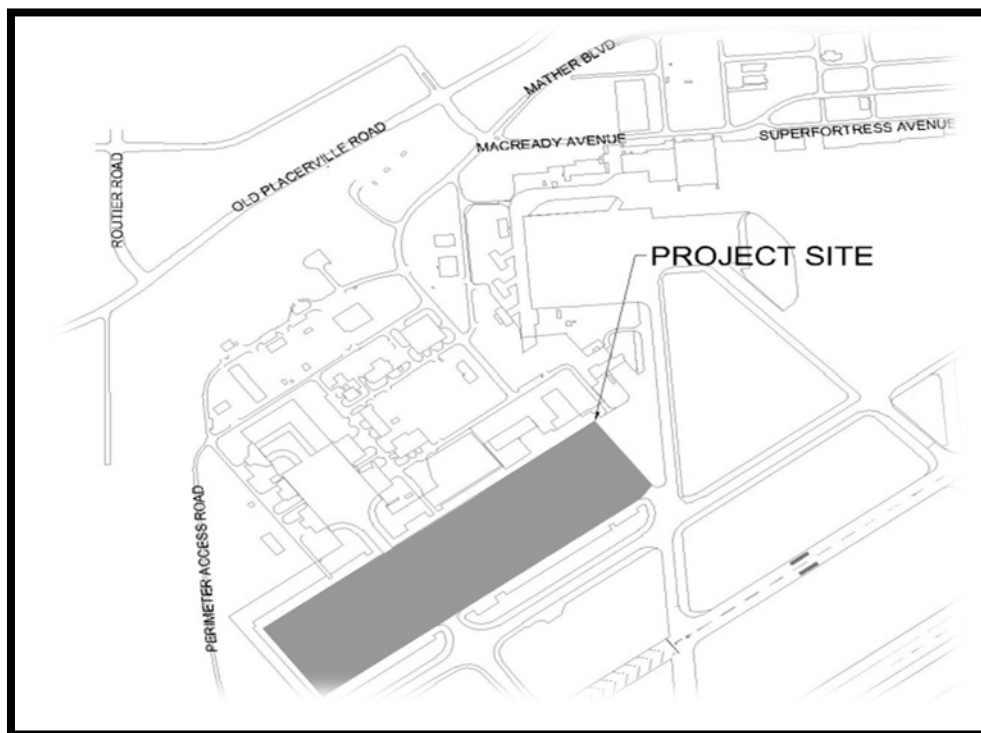 MATHER BLVD
MACREADY AVENUE
SUPERFORTRESS AVENUE
OLD PLACERVILLE ROAD
ROUTIER ROAD
PROJECT SITE
PERIMETER ACCESS ROAD